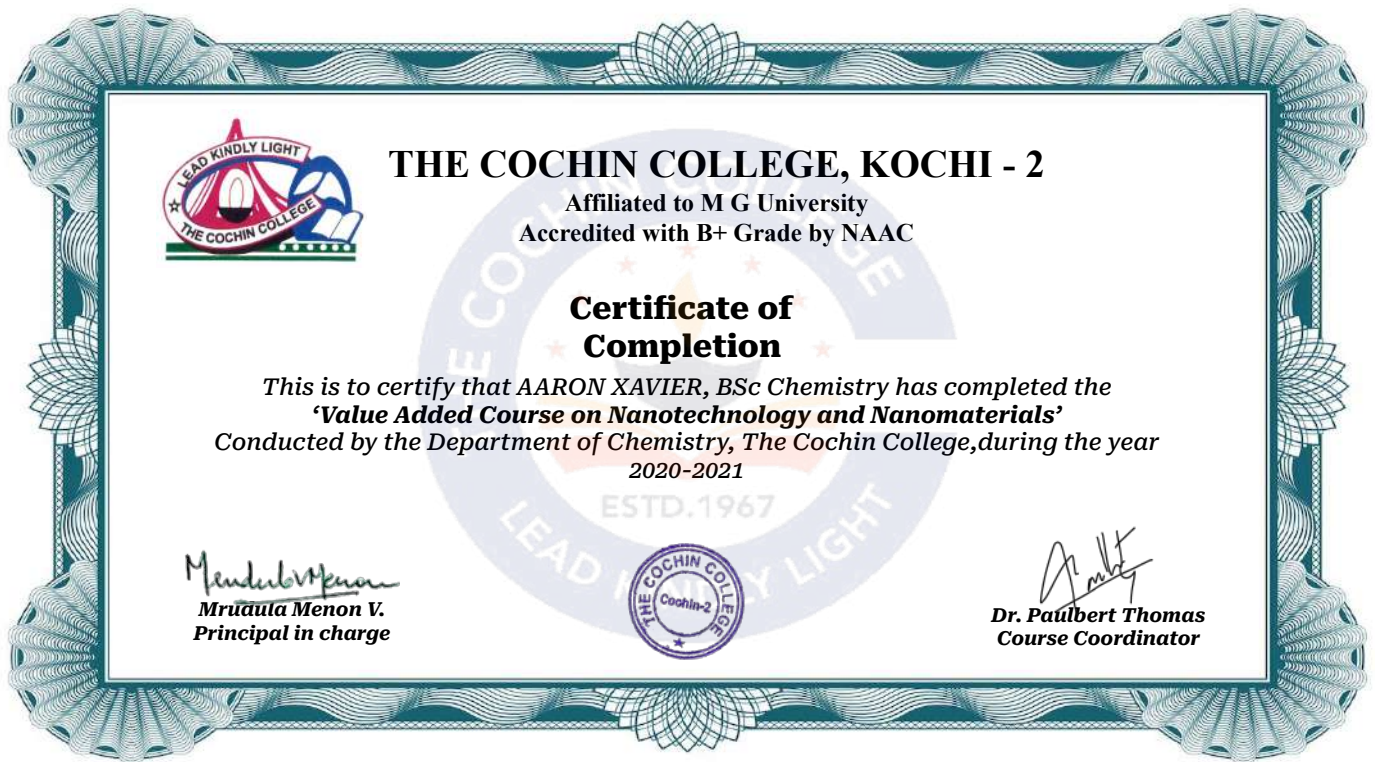 LEAD KINDLY LIGHT
THE COCHIN COLLEGE
THE COCHIN COLLEGE, KOCHI - 2
Affiliated to M G University
Accredited with B+ Grade by NAAC
THE COCHIN COLLEGE
Certificate of
Completion
This is to certify that AARON XAVIER, BSc Chemistry has completed the
‘Value Added Course on Nanotechnology and Nanomaterials’
Conducted by the Department of Chemistry, The Cochin College,during the year
2020-2021
ESTD.1967
LEAD KINDLY LIGHT
Mrudula Menon V.
Principal in charge
THE COCHIN COLLEGE
Cochin-2
Dr. Paulbert Thomas
Course Coordinator